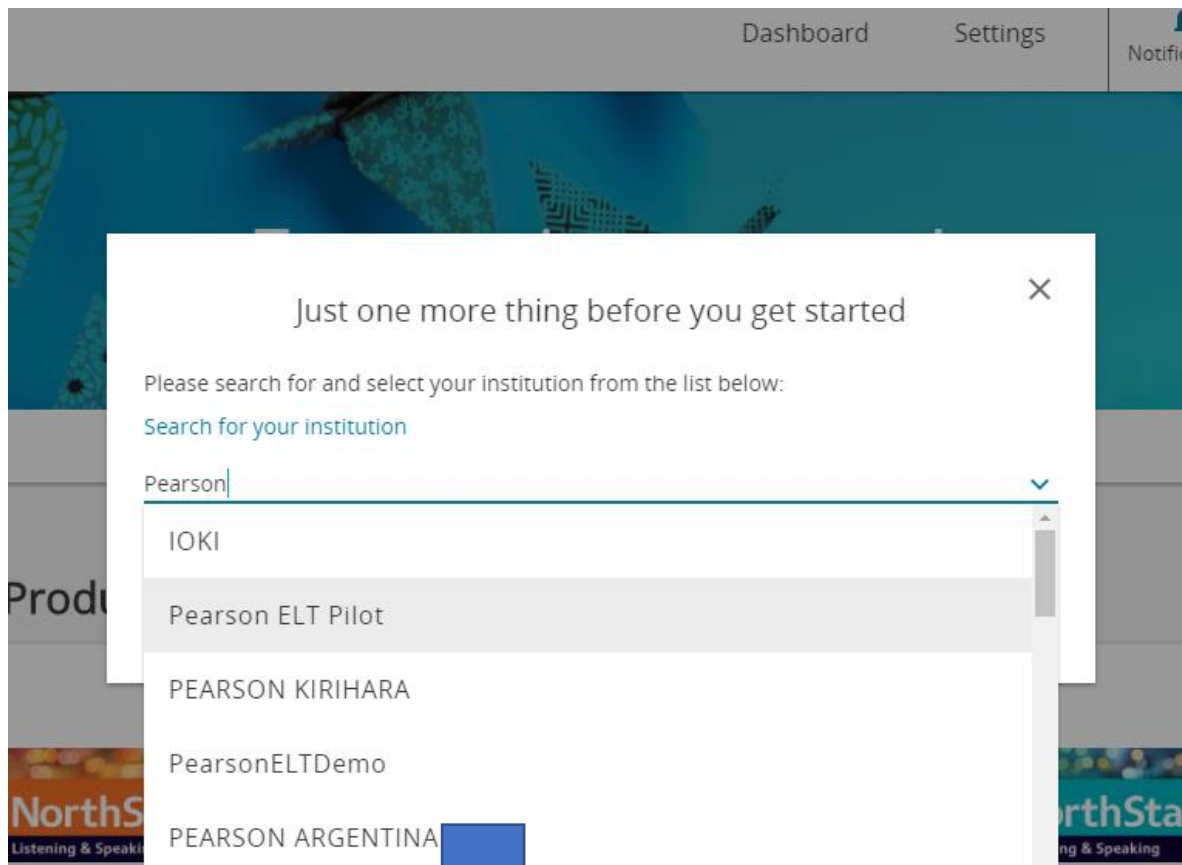 Dashboard Settings
Just one more thing before you get started
Please search for and select your institution from the list below:
Search for your institution
Pearson
IOKI
Pearson ELT Pilot
PEARSON KIRIHARA
PearsonELTDemo
PEARSON ARGENTINA